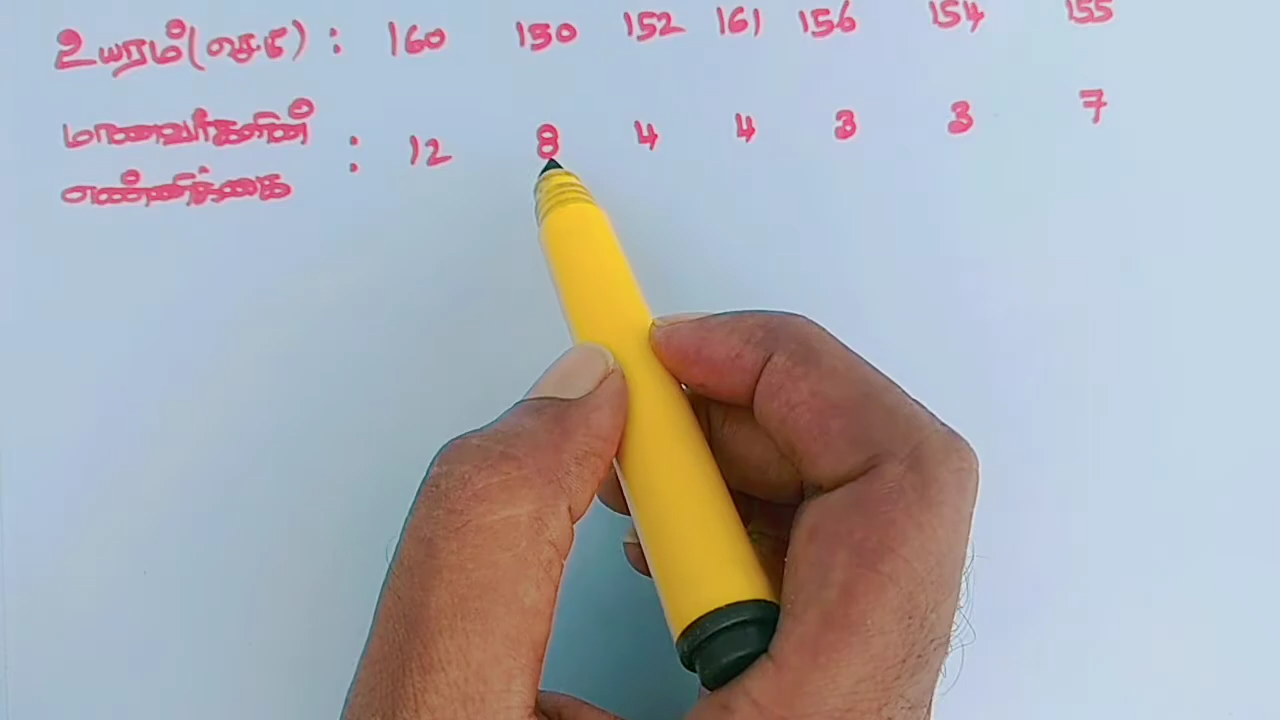 உயரம்(செ.மீ) : 160 150 152 161 156 154 155
மாணவர்களின்
: 12 8 4 4 3 3 7
எண்ணிக்கை